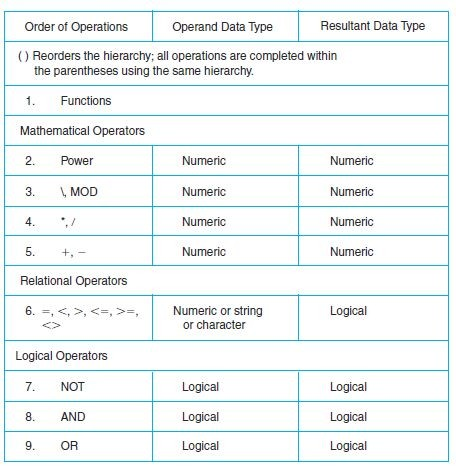 Order of Operations Operand Data Type Resultant Data Type
( ) Reorders the hierarchy; all operations are completed within
the parentheses using the same hierarchy.
1. Functions
Mathematical Operators
2. Power Numeric Numeric
3. \, MOD Numeric Numeric
4. *, / Numeric Numeric
5. +, − Numeric Numeric
Relational Operators
6. =, <, >, <=, >=, Numeric or string Logical
<> or character
Logical Operators
7. NOT Logical Logical
8. AND Logical Logical
9. OR Logical Logical